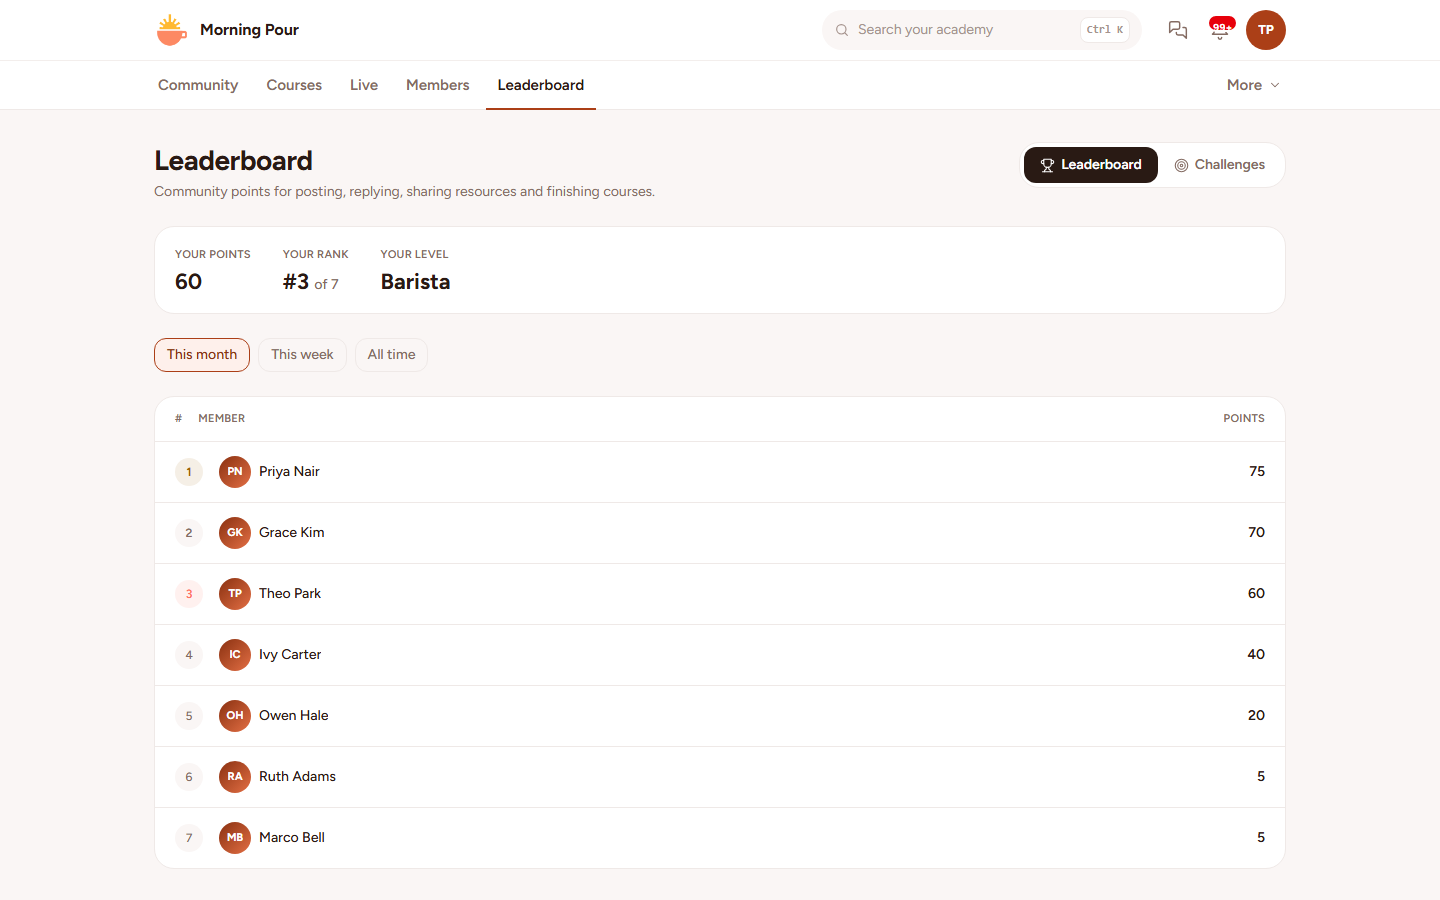 Morning Pour
Search your academy
Ctrl K
99+
TP
Community
Courses
Live
Members
Leaderboard
More
Leaderboard
Community points for posting, replying, sharing resources and finishing courses.
Leaderboard
Challenges
YOUR POINTS
60
YOUR RANK
#3 of 7
YOUR LEVEL
Barista
This month
This week
All time
# MEMBER POINTS
1 PN Priya Nair 75
2 GK Grace Kim 70
3 TP Theo Park 60
4 IC Ivy Carter 40
5 OH Owen Hale 20
6 RA Ruth Adams 5
7 MB Marco Bell 5